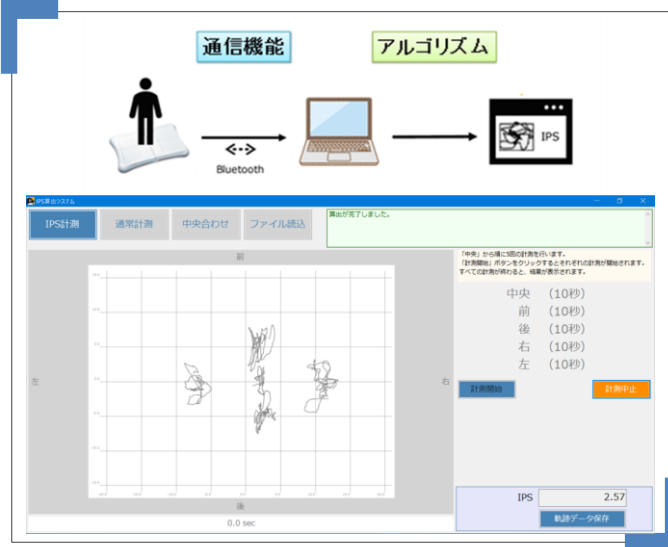 通信機能
アルゴリズム
Bluetooth
IPS
IPS算出システム
IPS計測
通常計測
中央合わせ
ファイル読込
算出が完了しました。
「中央」から順に5回の計測を行います。
「計測開始」ボタンをクリックするとそれぞれの計測が開始されます。
すべての計測が終わると、結果が表示されます。
前
左
右
後
0.0 sec
中央 (10秒)
前 (10秒)
後 (10秒)
右 (10秒)
左 (10秒)
計測開始
計測中止
IPS 2.57
軌跡データ保存